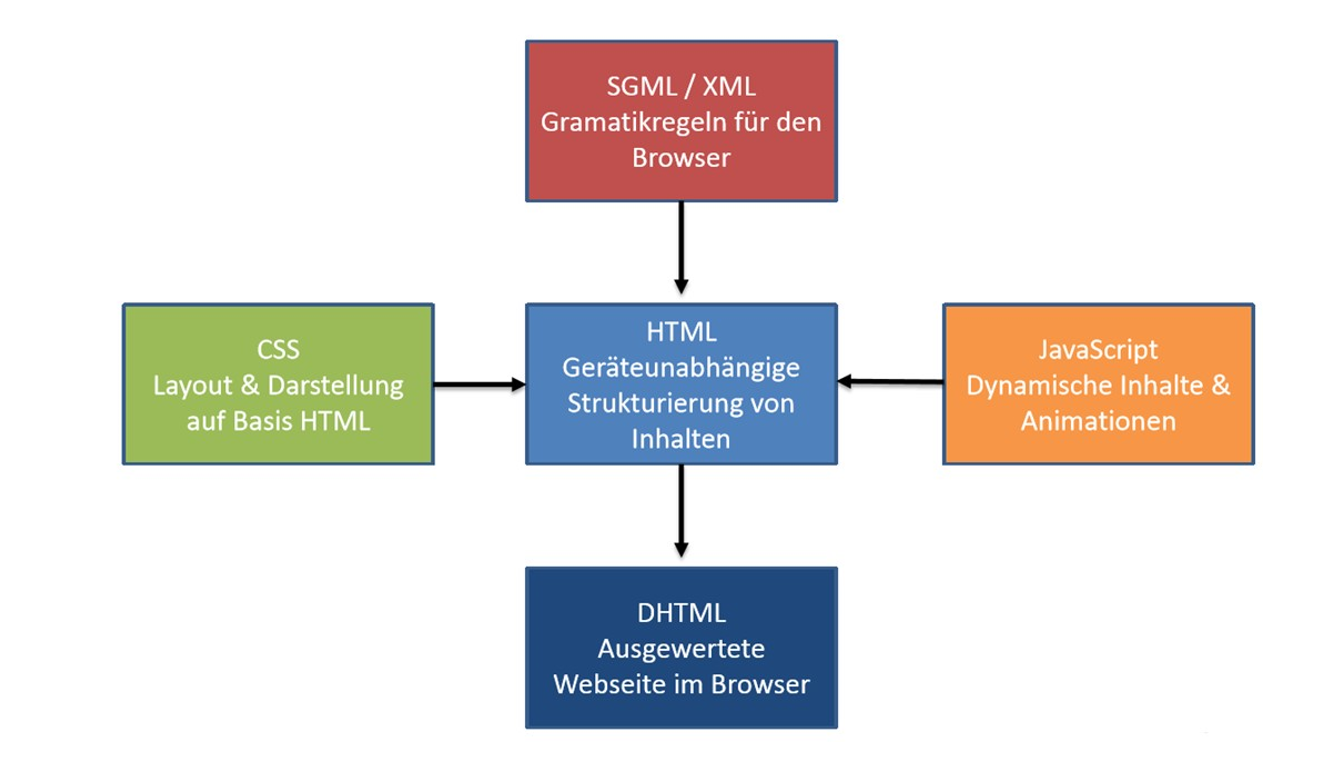 SGML / XML
Gramatikregeln für den
Browser
CSS
Layout & Darstellung
auf Basis HTML
HTML
Geräteunabhängige
Strukturierung von
Inhalten
JavaScript
Dynamische Inhalte &
Animationen
DHTML
Ausgewertete
Webseite im Browser